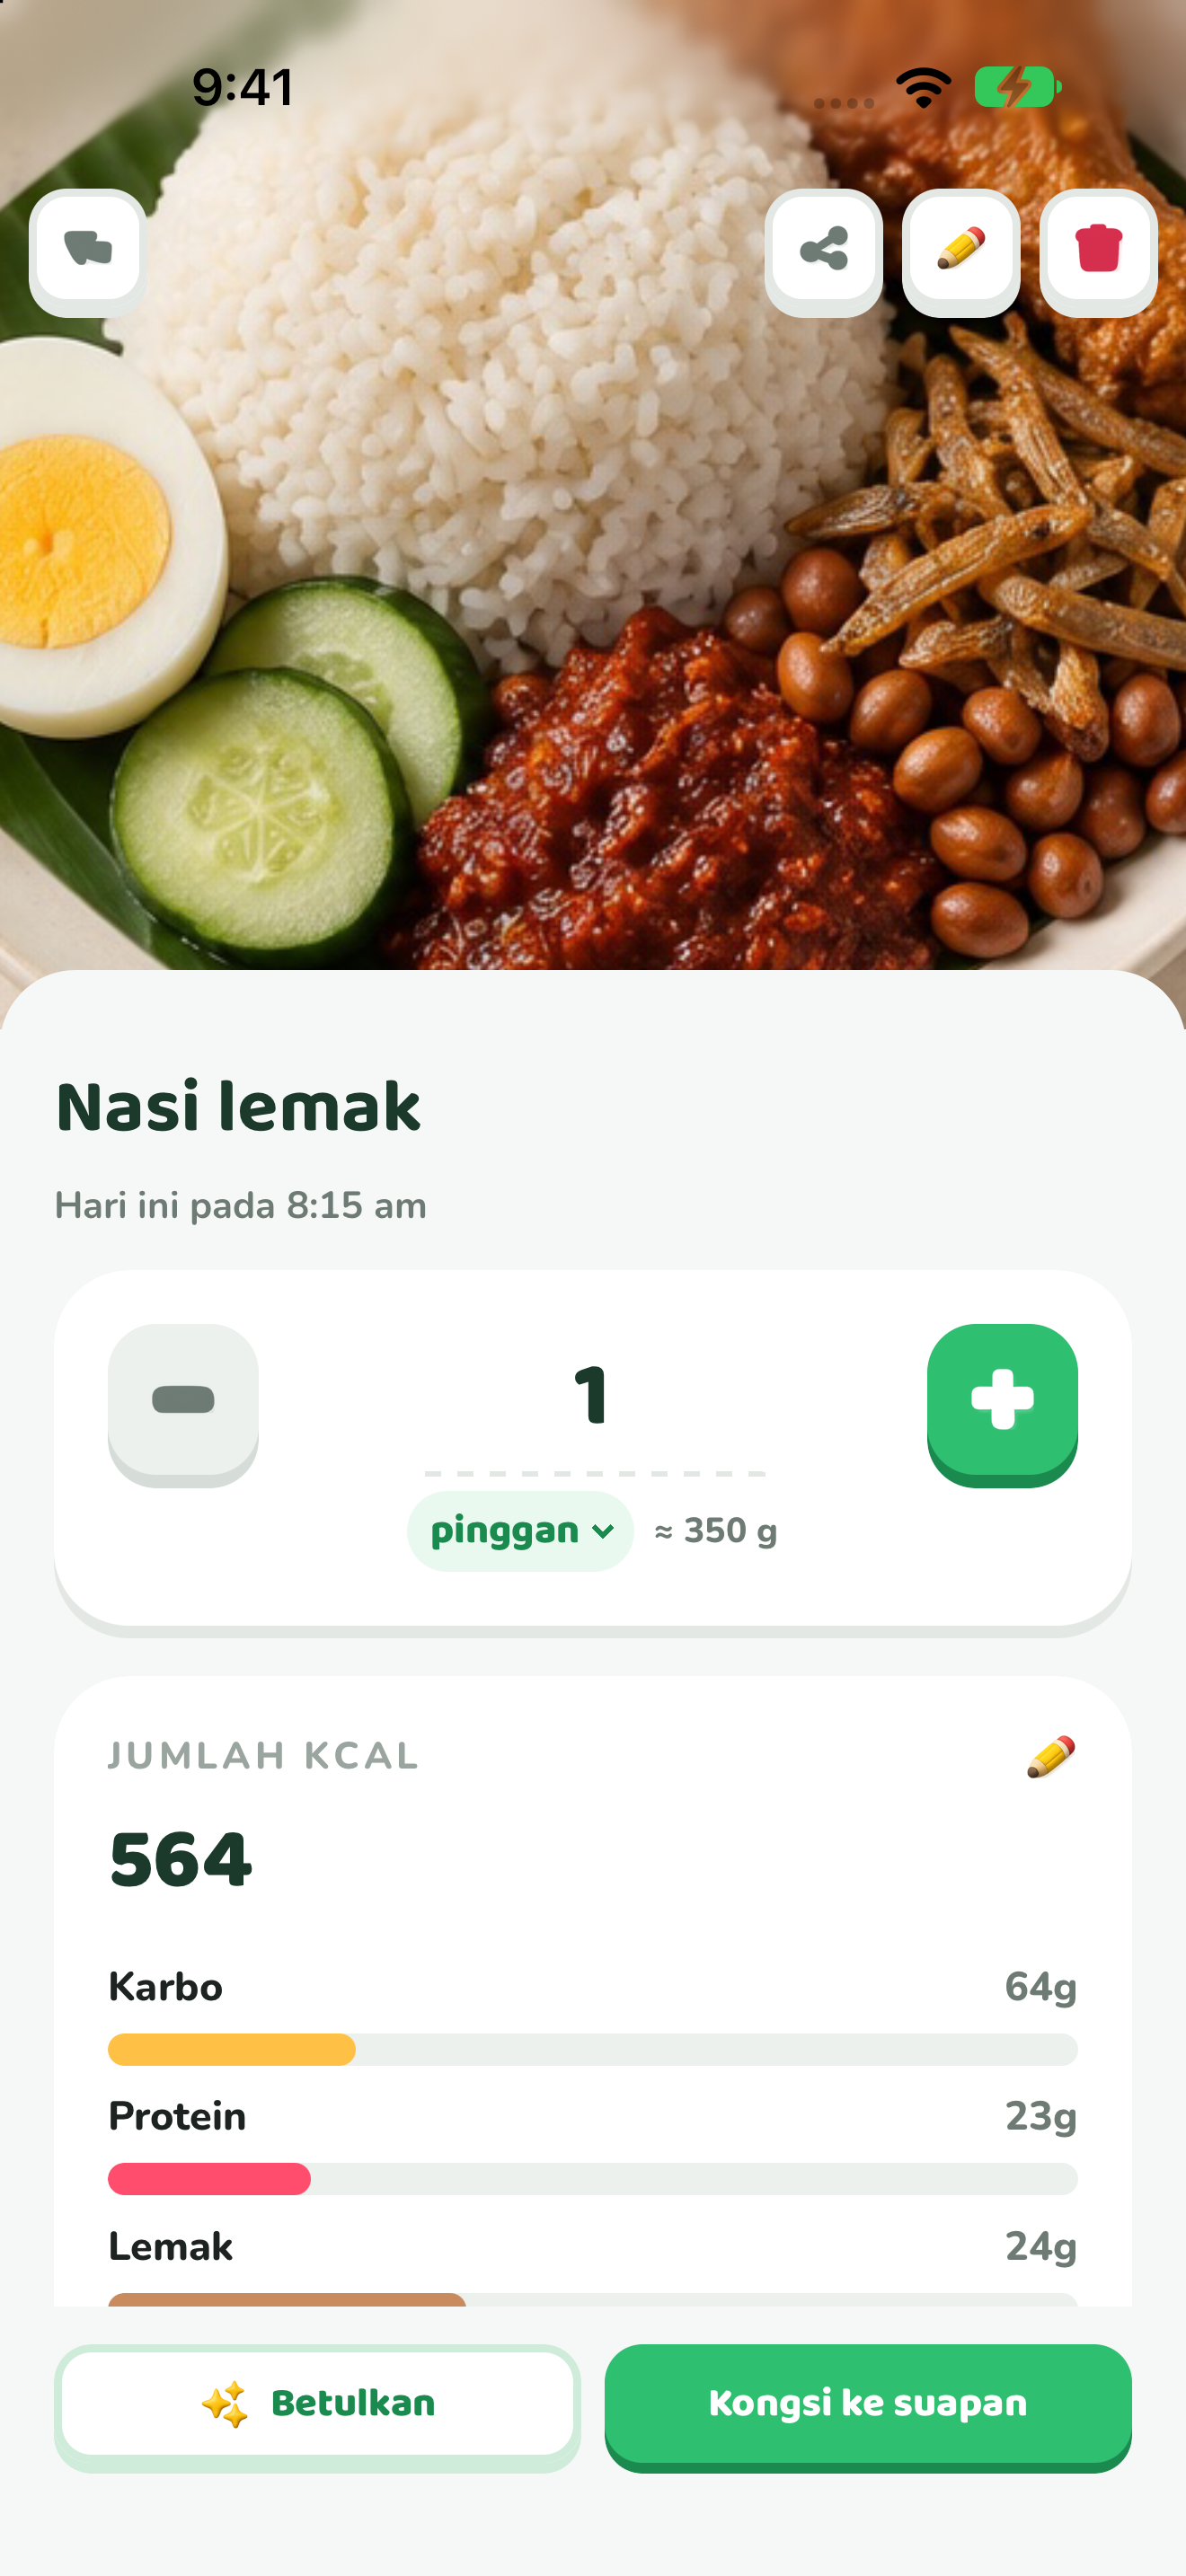 9:41
Nasi lemak
Hari ini pada 8:15 am
1
pinggan ≈ 350 g
JUMLAH KCAL
564
Karbo 64g
Protein 23g
Lemak 24g
Betulkan
Kongsi ke suapan